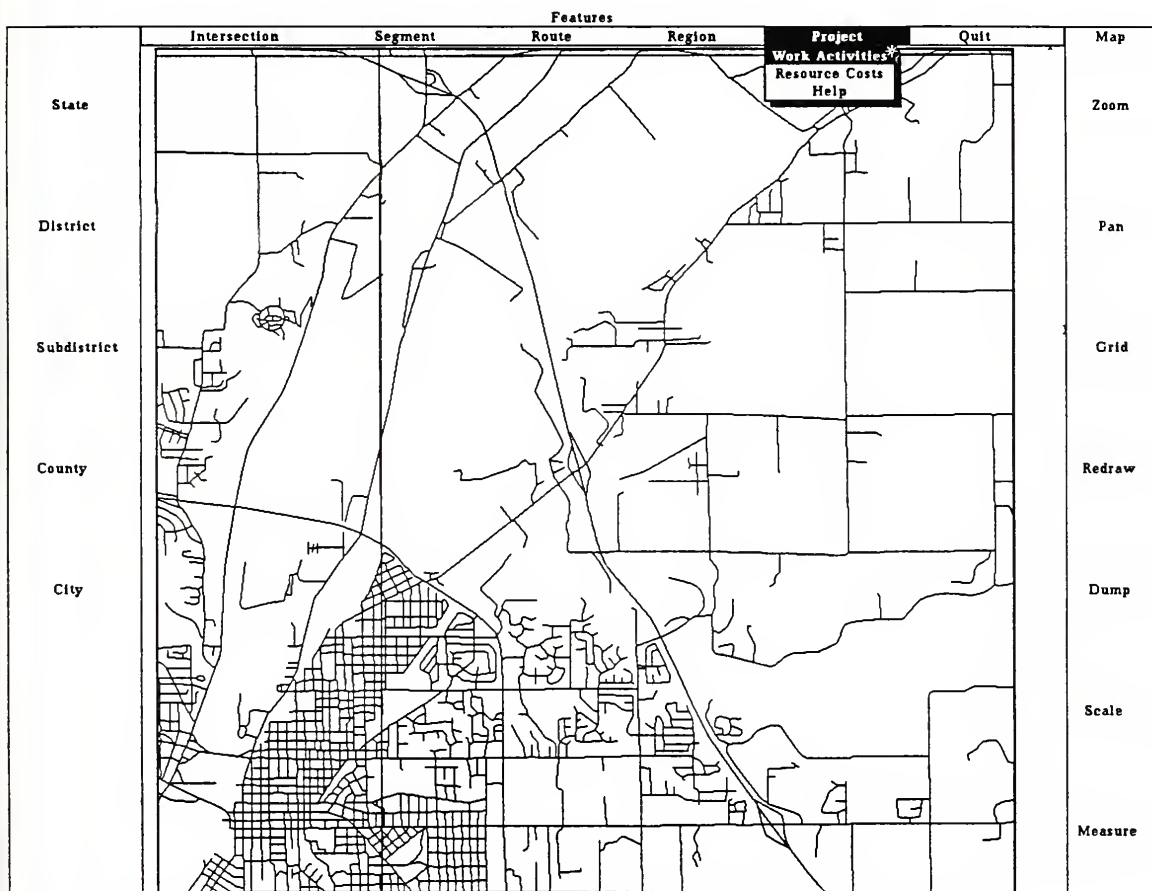 Features
Intersection Segment Route Region Project Quit Map
Work Activities*
Resource Costs
Help
State Zoom
District Pan
Subdistrict Grid
County Redraw
City Dump
Scale
Measure